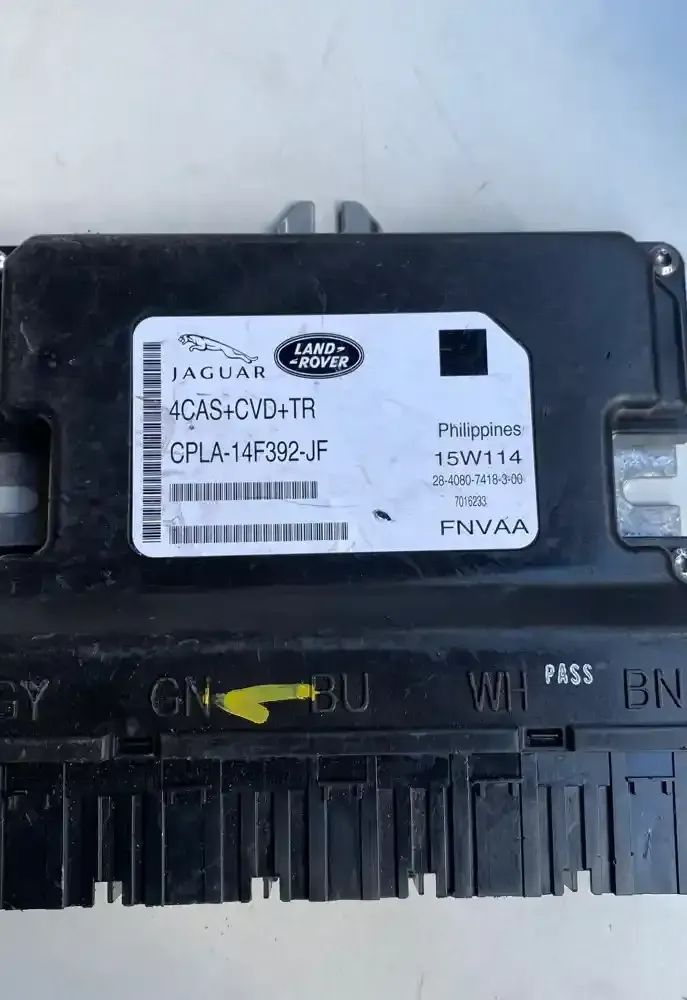 JAGUAR
LAND-
-ROVER
4CAS+CVD+TR
CPLA-14F392-JF
Philippines
15W114
28-4080-7418-3-00
7016233
FNVAA
GY GN BU WH PASS BN